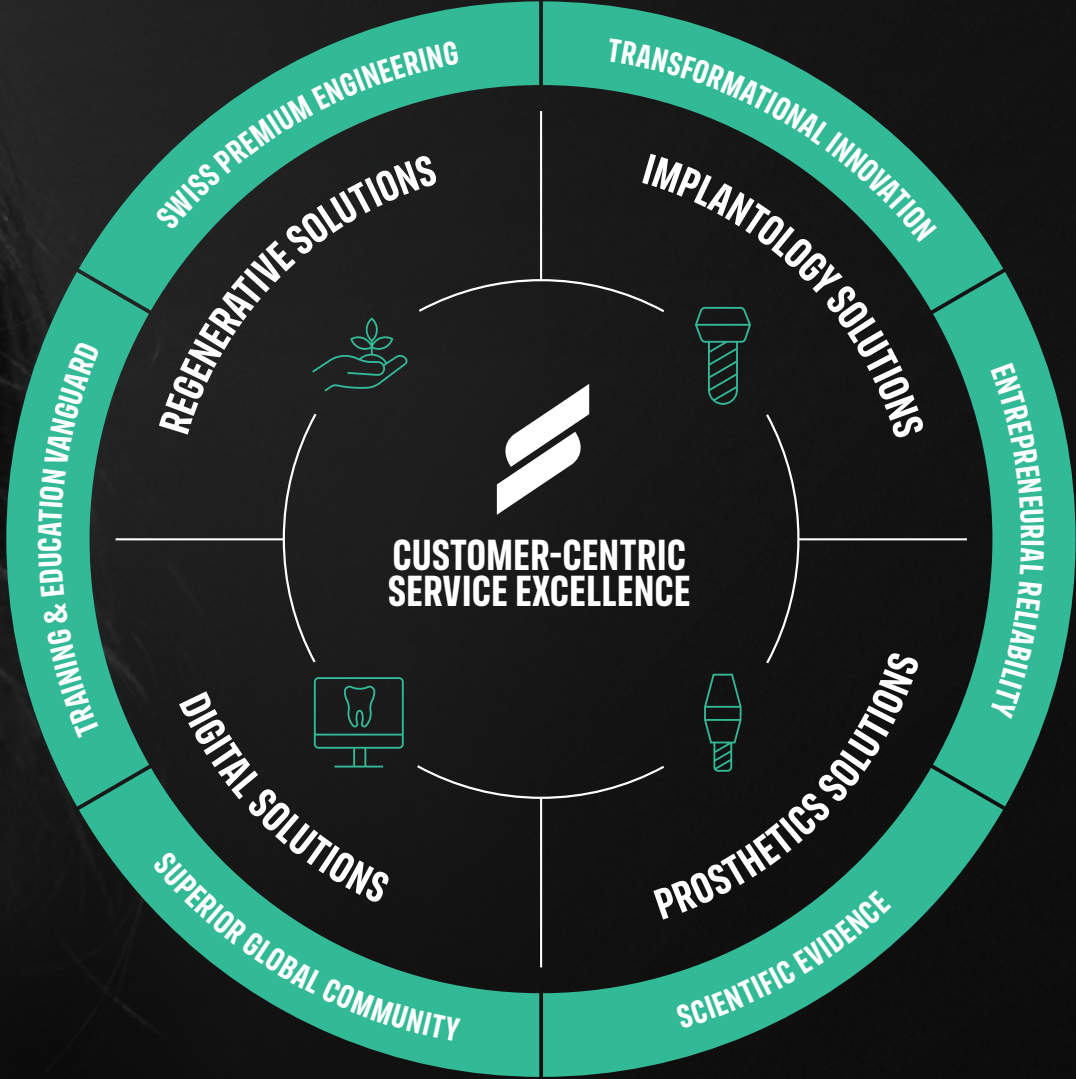 SWISS PREMIUM ENGINEERING
TRANSFORMATIONAL INNOVATION
REGENERATIVE SOLUTIONS
IMPLANTOLOGY SOLUTIONS
TRAINING & EDUCATION VANGUARD
ENTREPRENEURIAL RELIABILITY
CUSTOMER-CENTRIC
SERVICE EXCELLENCE
DIGITAL SOLUTIONS
PROSTHETICS SOLUTIONS
SUPERIOR GLOBAL COMMUNITY
SCIENTIFIC EVIDENCE